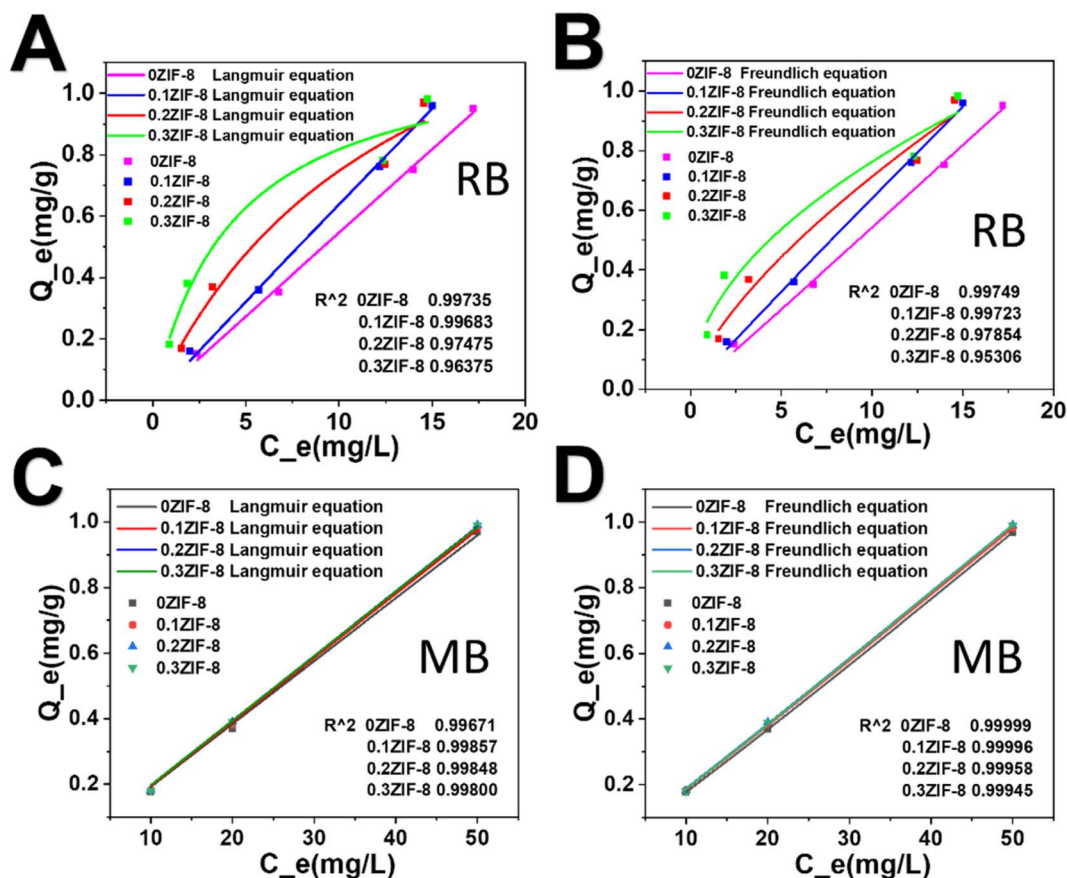 A
0ZIF-8 Langmuir equation
0.1ZIF-8 Langmuir equation
0.2ZIF-8 Langmuir equation
0.3ZIF-8 Langmuir equation
0ZIF-8
0.1ZIF-8
0.2ZIF-8
0.3ZIF-8
RB
R^2 0ZIF-8 0.99735
0.1ZIF-8 0.99683
0.2ZIF-8 0.97475
0.3ZIF-8 0.96375
Q_e(mg/g)
1.0
0.8
0.6
0.4
0.2
0.0
0 5 10 15 20
C_e(mg/L)
B
0ZIF-8 Freundlich equation
0.1ZIF-8 Freundlich equation
0.2ZIF-8 Freundlich equation
0.3ZIF-8 Freundlich equation
0ZIF-8
0.1ZIF-8
0.2ZIF-8
0.3ZIF-8
RB
R^2 0ZIF-8 0.99749
0.1ZIF-8 0.99723
0.2ZIF-8 0.97854
0.3ZIF-8 0.95306
Q_e(mg/g)
1.0
0.8
0.6
0.4
0.2
0.0
0 5 10 15 20
C_e(mg/L)
C
0ZIF-8 Langmuir equation
0.1ZIF-8 Langmuir equation
0.2ZIF-8 Langmuir equation
0.3ZIF-8 Langmuir equation
0ZIF-8
0.1ZIF-8
0.2ZIF-8
0.3ZIF-8
MB
R^2 0ZIF-8 0.99671
0.1ZIF-8 0.99857
0.2ZIF-8 0.99848
0.3ZIF-8 0.99800
Q_e(mg/g)
1.0
0.8
0.6
0.4
0.2
10 20 30 40 50
C_e(mg/L)
D
0ZIF-8 Freundlich equation
0.1ZIF-8 Freundlich equation
0.2ZIF-8 Freundlich equation
0.3ZIF-8 Freundlich equation
0ZIF-8
0.1ZIF-8
0.2ZIF-8
0.3ZIF-8
MB
R^2 0ZIF-8 0.99999
0.1ZIF-8 0.99996
0.2ZIF-8 0.99958
0.3ZIF-8 0.99945
Q_e(mg/g)
1.0
0.8
0.6
0.4
0.2
10 20 30 40 50
C_e(mg/L)